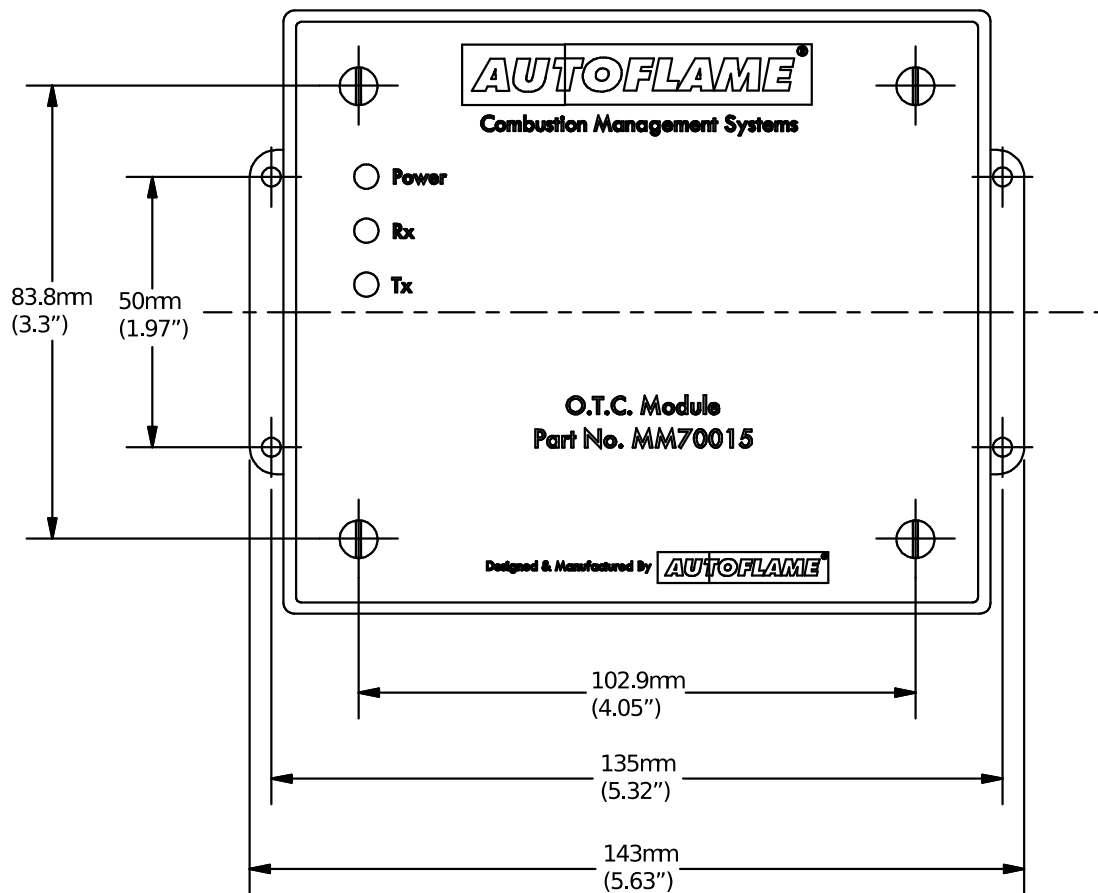 AUTOFLAME®
Combustion Management Systems
Power
Rx
Tx
83.8mm
(3.3”)
50mm
(1.97”)
O.T.C. Module
Part No. MM70015
Designed & Manufactured By AUTOFLAME®
102.9mm
(4.05”)
135mm
(5.32”)
143mm
(5.63”)